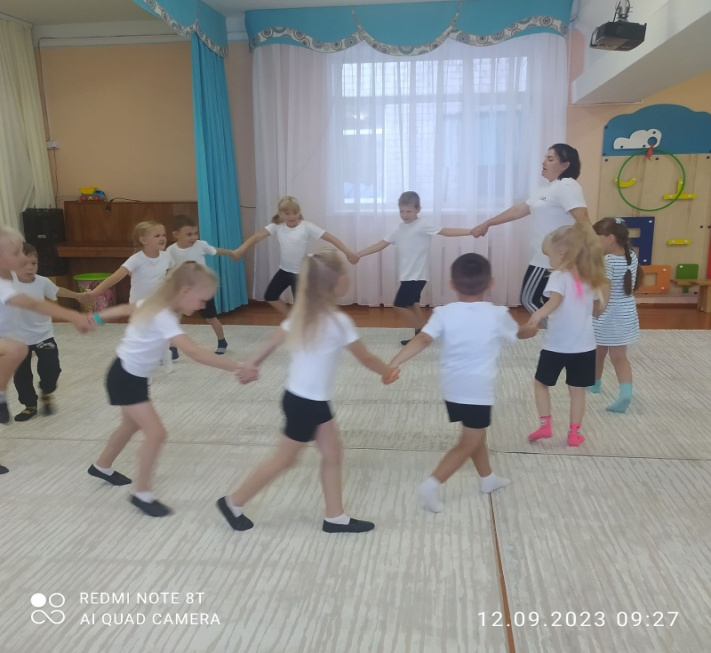 REDMI NOTE 8T
AI QUAD CAMERA
12.09.2023 09:27